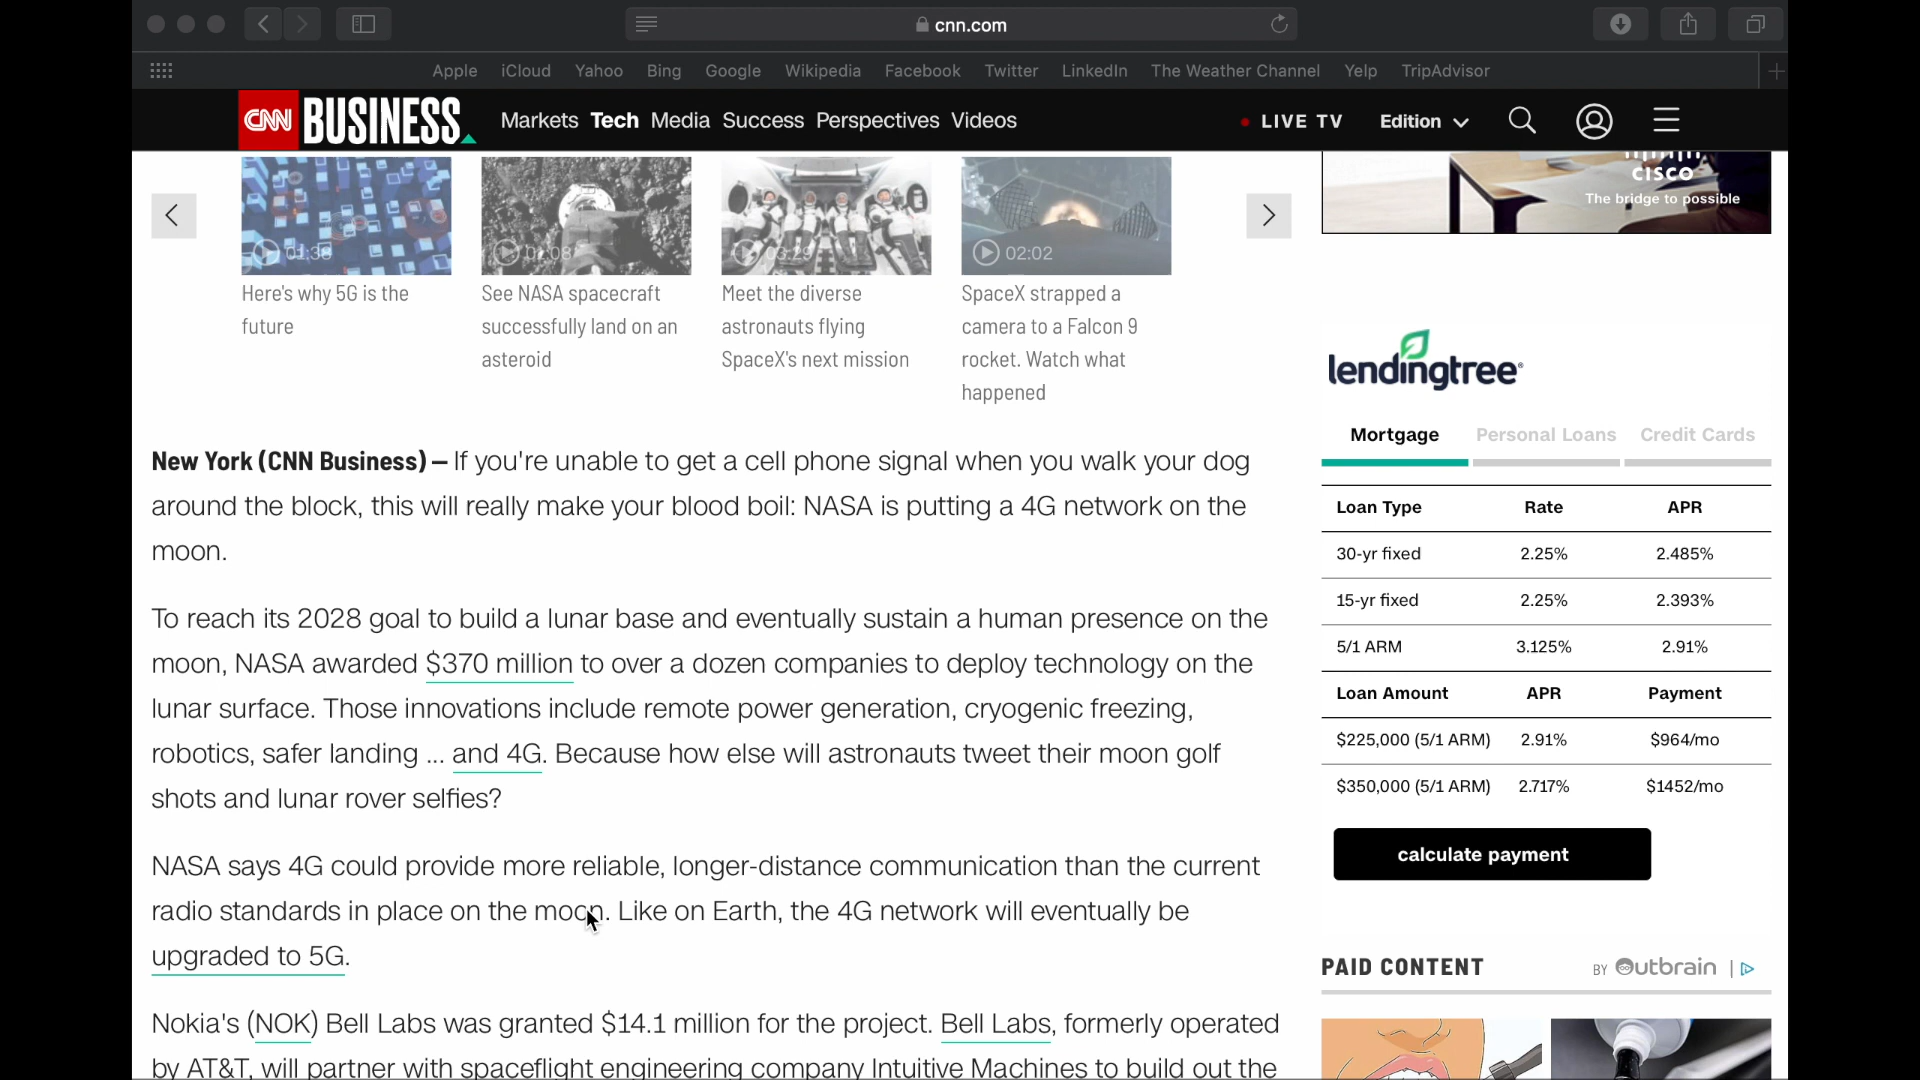 cnn.com
Apple iCloud Yahoo Bing Google Wikipedia Facebook Twitter LinkedIn The Weather Channel Yelp TripAdvisor
CNN BUSINESS Markets Tech Media Success Perspectives Videos LIVE TV Edition
CISCO
The bridge to possible
01:38 01:08 03:29 02:02
Here's why 5G is the
future
See NASA spacecraft
successfully land on an
asteroid
Meet the diverse
astronauts flying
SpaceX's next mission
SpaceX strapped a
camera to a Falcon 9
rocket. Watch what
happened
New York (CNN Business) — If you're unable to get a cell phone signal when you walk your dog
around the block, this will really make your blood boil: NASA is putting a 4G network on the
moon.
To reach its 2028 goal to build a lunar base and eventually sustain a human presence on the
moon, NASA awarded $370 million to over a dozen companies to deploy technology on the
lunar surface. Those innovations include remote power generation, cryogenic freezing,
robotics, safer landing ... and 4G. Because how else will astronauts tweet their moon golf
shots and lunar rover selfies?
NASA says 4G could provide more reliable, longer-distance communication than the current
radio standards in place on the moon. Like on Earth, the 4G network will eventually be
upgraded to 5G.
Nokia's (NOK) Bell Labs was granted $14.1 million for the project. Bell Labs, formerly operated
by AT&T, will partner with spaceflight engineering company Intuitive Machines to build out the
lendingtree
Mortgage Personal Loans Credit Cards
Loan Type Rate APR
30-yr fixed 2.25% 2.485%
15-yr fixed 2.25% 2.393%
5/1 ARM 3.125% 2.91%
Loan Amount APR Payment
$225,000 (5/1 ARM) 2.91% $964/mo
$350,000 (5/1 ARM) 2.717% $1452/mo
calculate payment
PAID CONTENT BY Outbrain